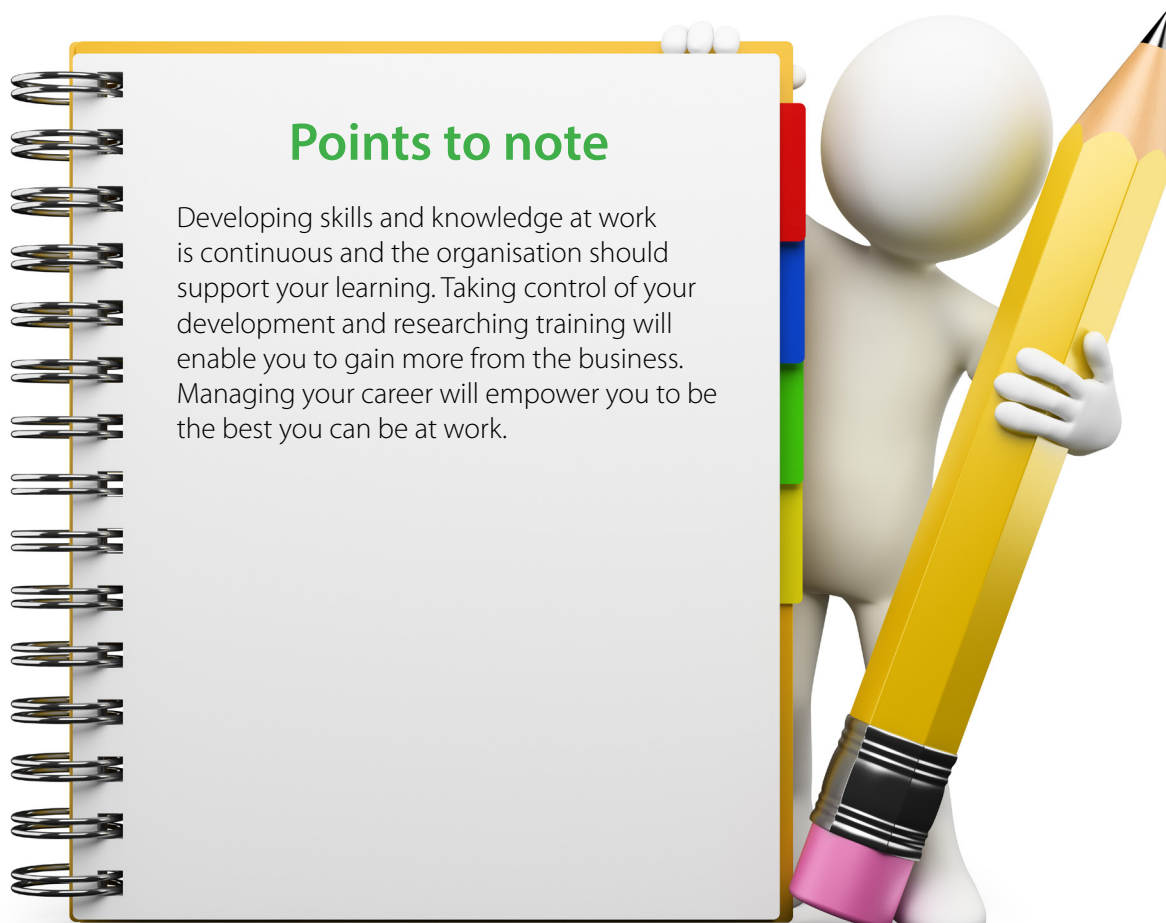 Points to note
Developing skills and knowledge at work
is continuous and the organisation should
support your learning. Taking control of your
development and researching training will
enable you to gain more from the business.
Managing your career will empower you to be
the best you can be at work.